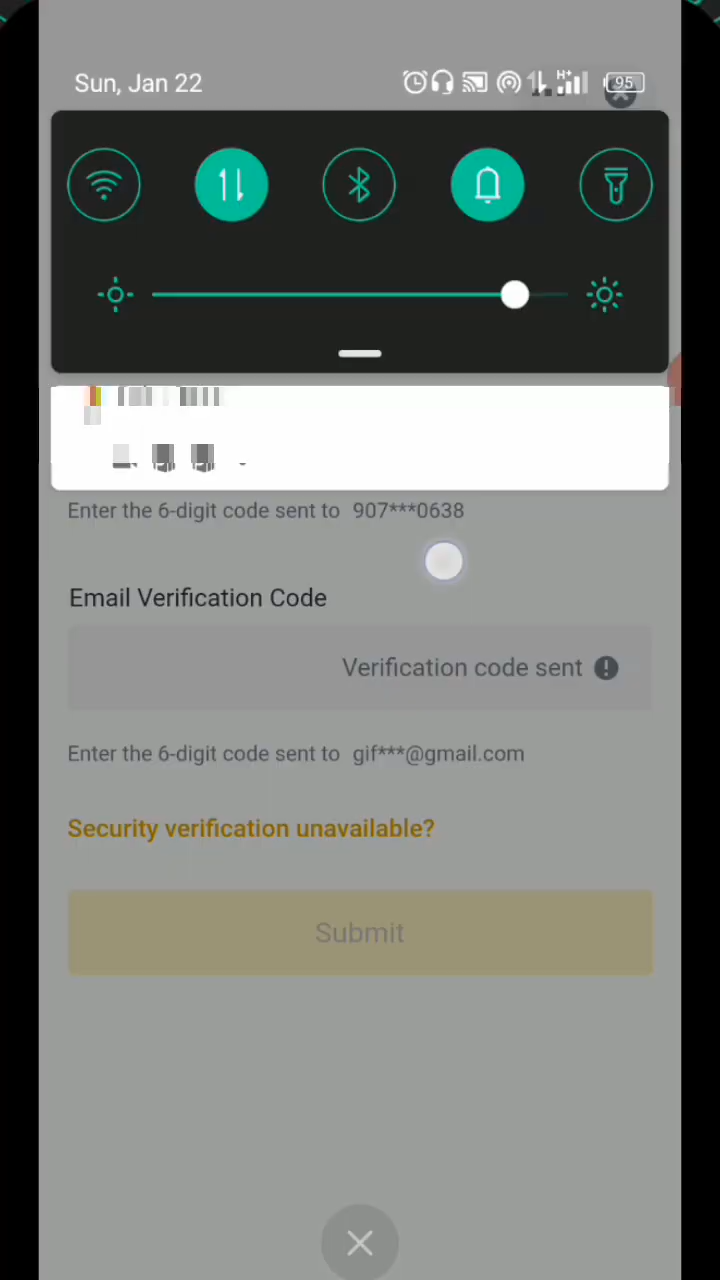 Sun, Jan 22
H+
95
Enter the 6-digit code sent to 907***0638
Email Verification Code
Verification code sent
Enter the 6-digit code sent to gif***@gmail.com
Security verification unavailable?
Submit